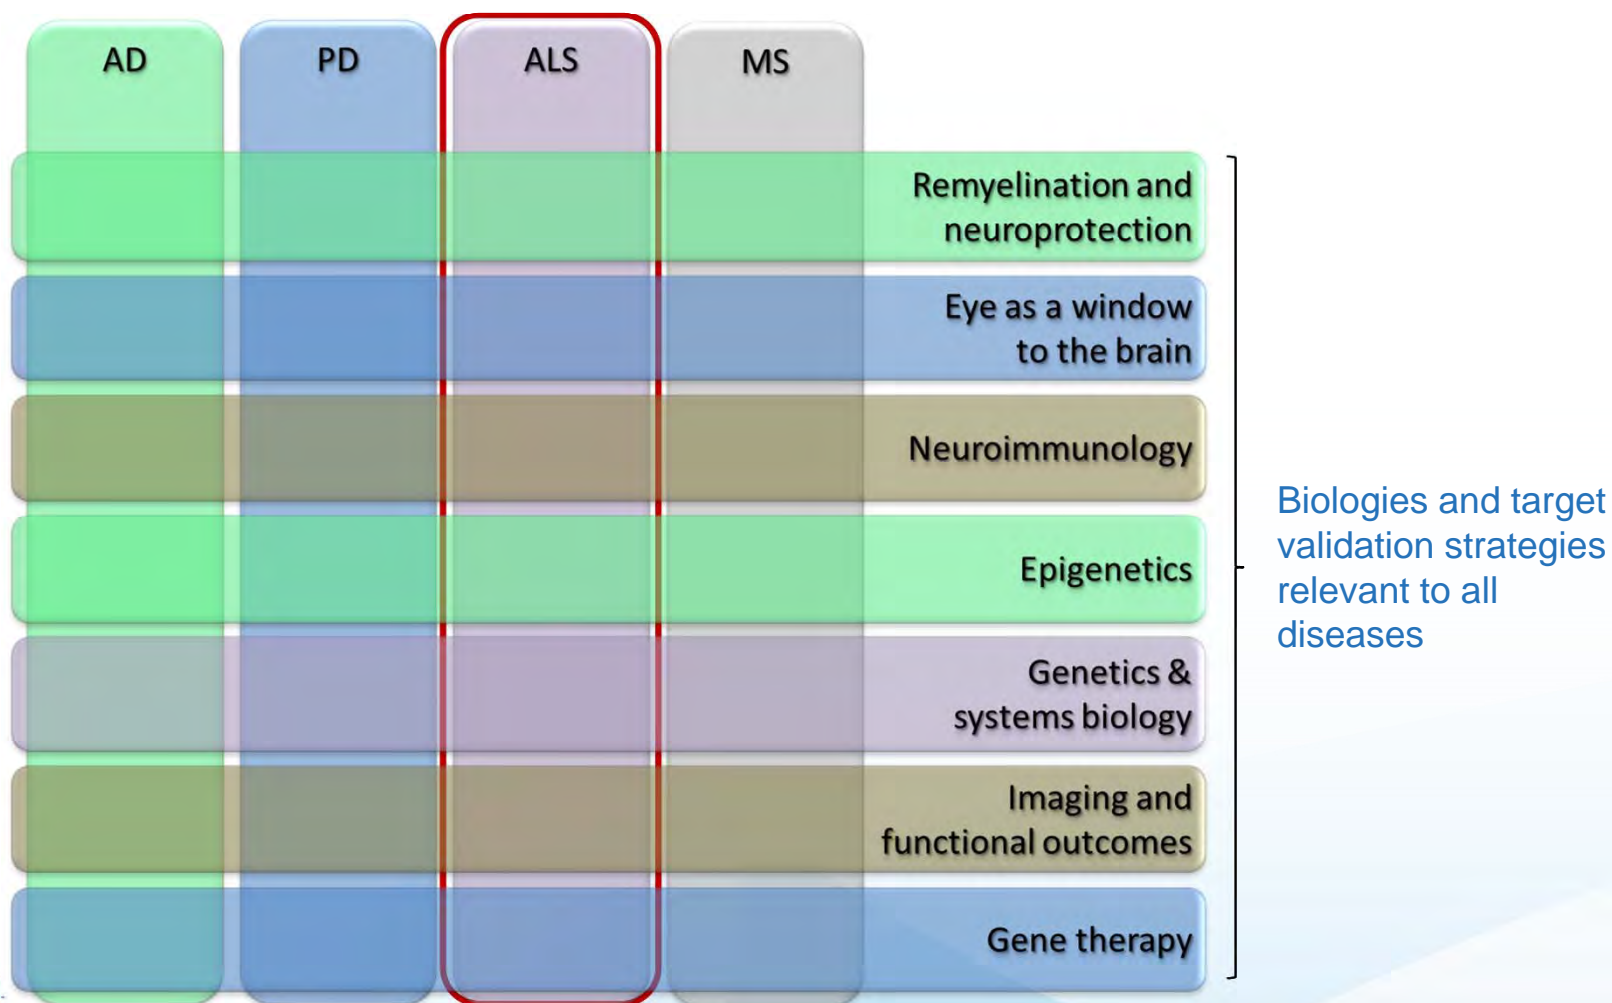 AD
PD
ALS
MS
Remyelination and
neuroprotection
Eye as a window
to the brain
Neuroimmunology
Epigenetics
Genetics &
systems biology
Imaging and
functional outcomes
Gene therapy
Biologies and target
validation strategies
relevant to all
diseases